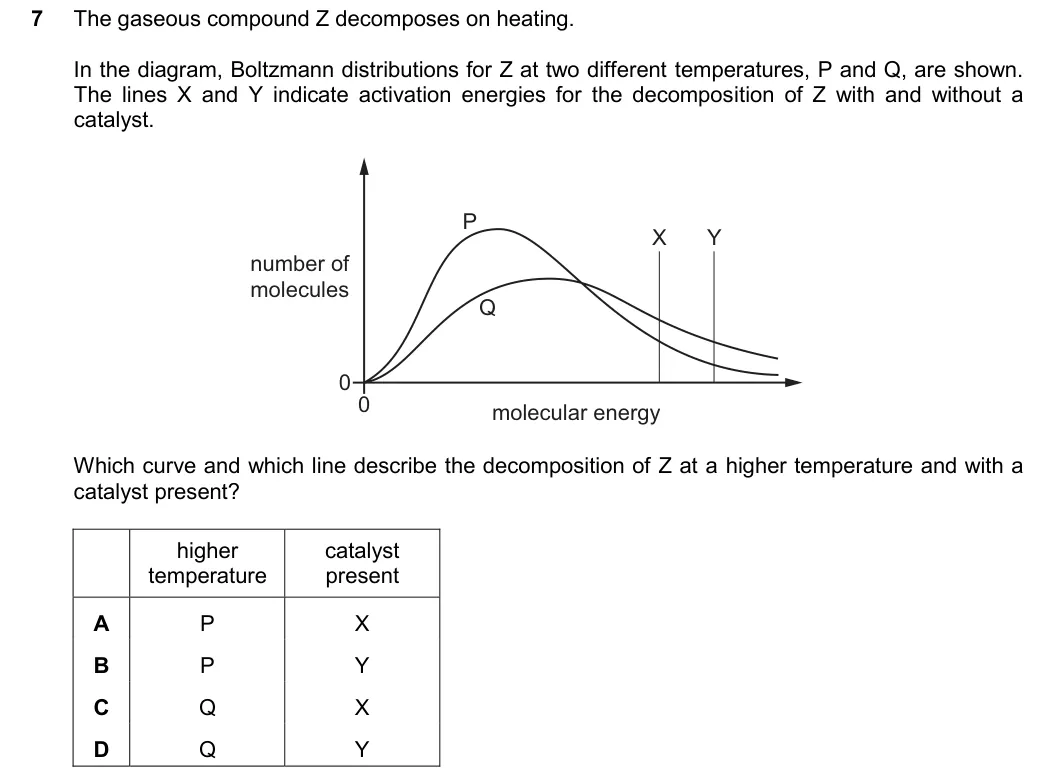 7 The gaseous compound Z decomposes on heating.
In the diagram, Boltzmann distributions for Z at two different temperatures, P and Q, are shown.
The lines X and Y indicate activation energies for the decomposition of Z with and without a
catalyst.
P
X Y
number of
molecules
Q
0
0
molecular energy
Which curve and which line describe the decomposition of Z at a higher temperature and with a
catalyst present?
higher catalyst
temperature present
A P X
B P Y
C Q X
D Q Y